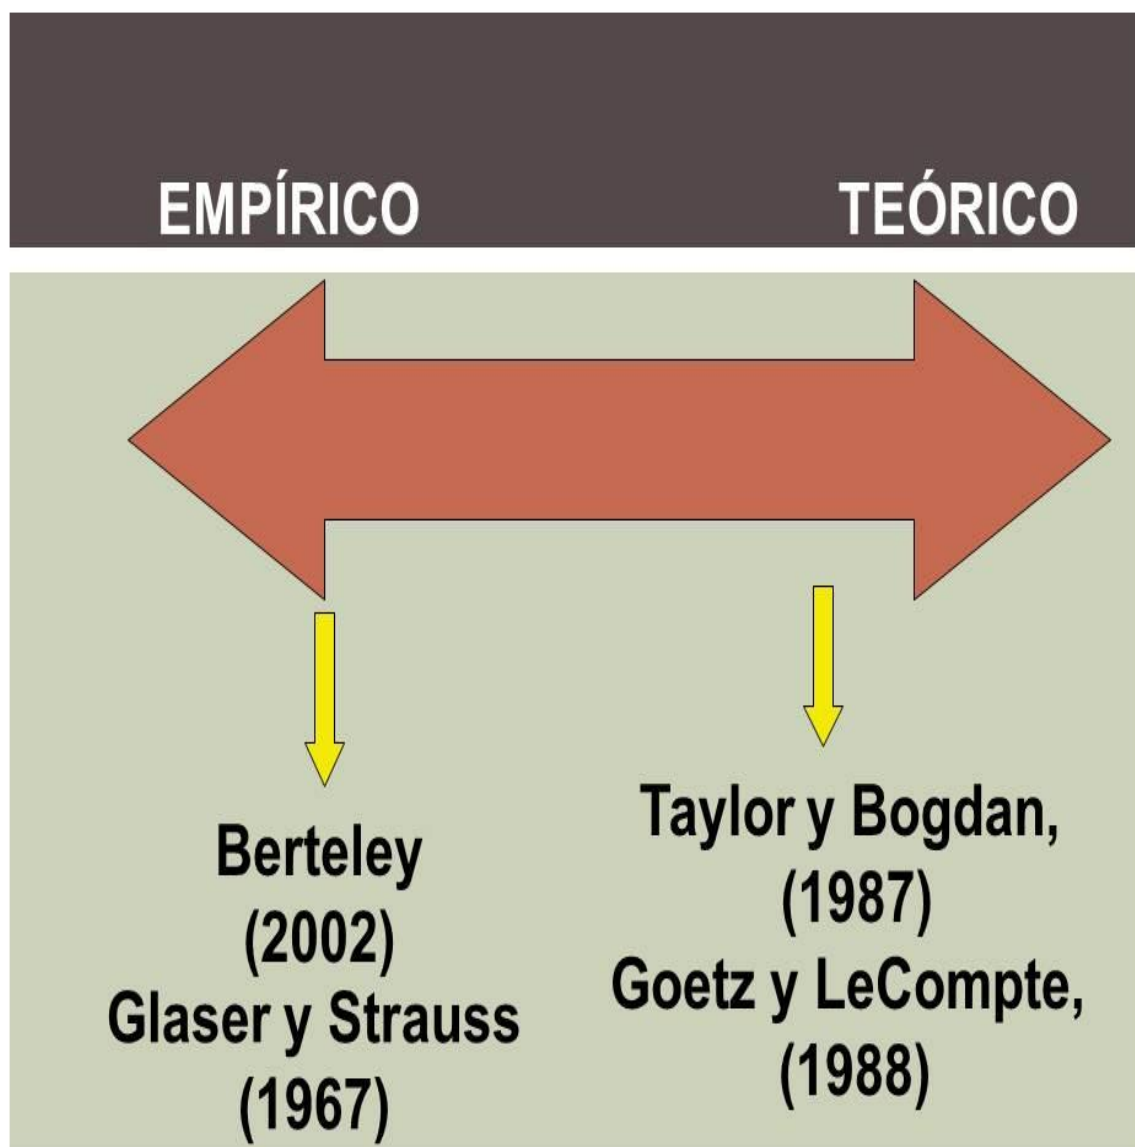 EMPÍRICO
TEÓRICO
Berteley
(2002)
Glaser y Strauss
(1967)
Taylor y Bogdan,
(1987)
Goetz y LeCompte,
(1988)